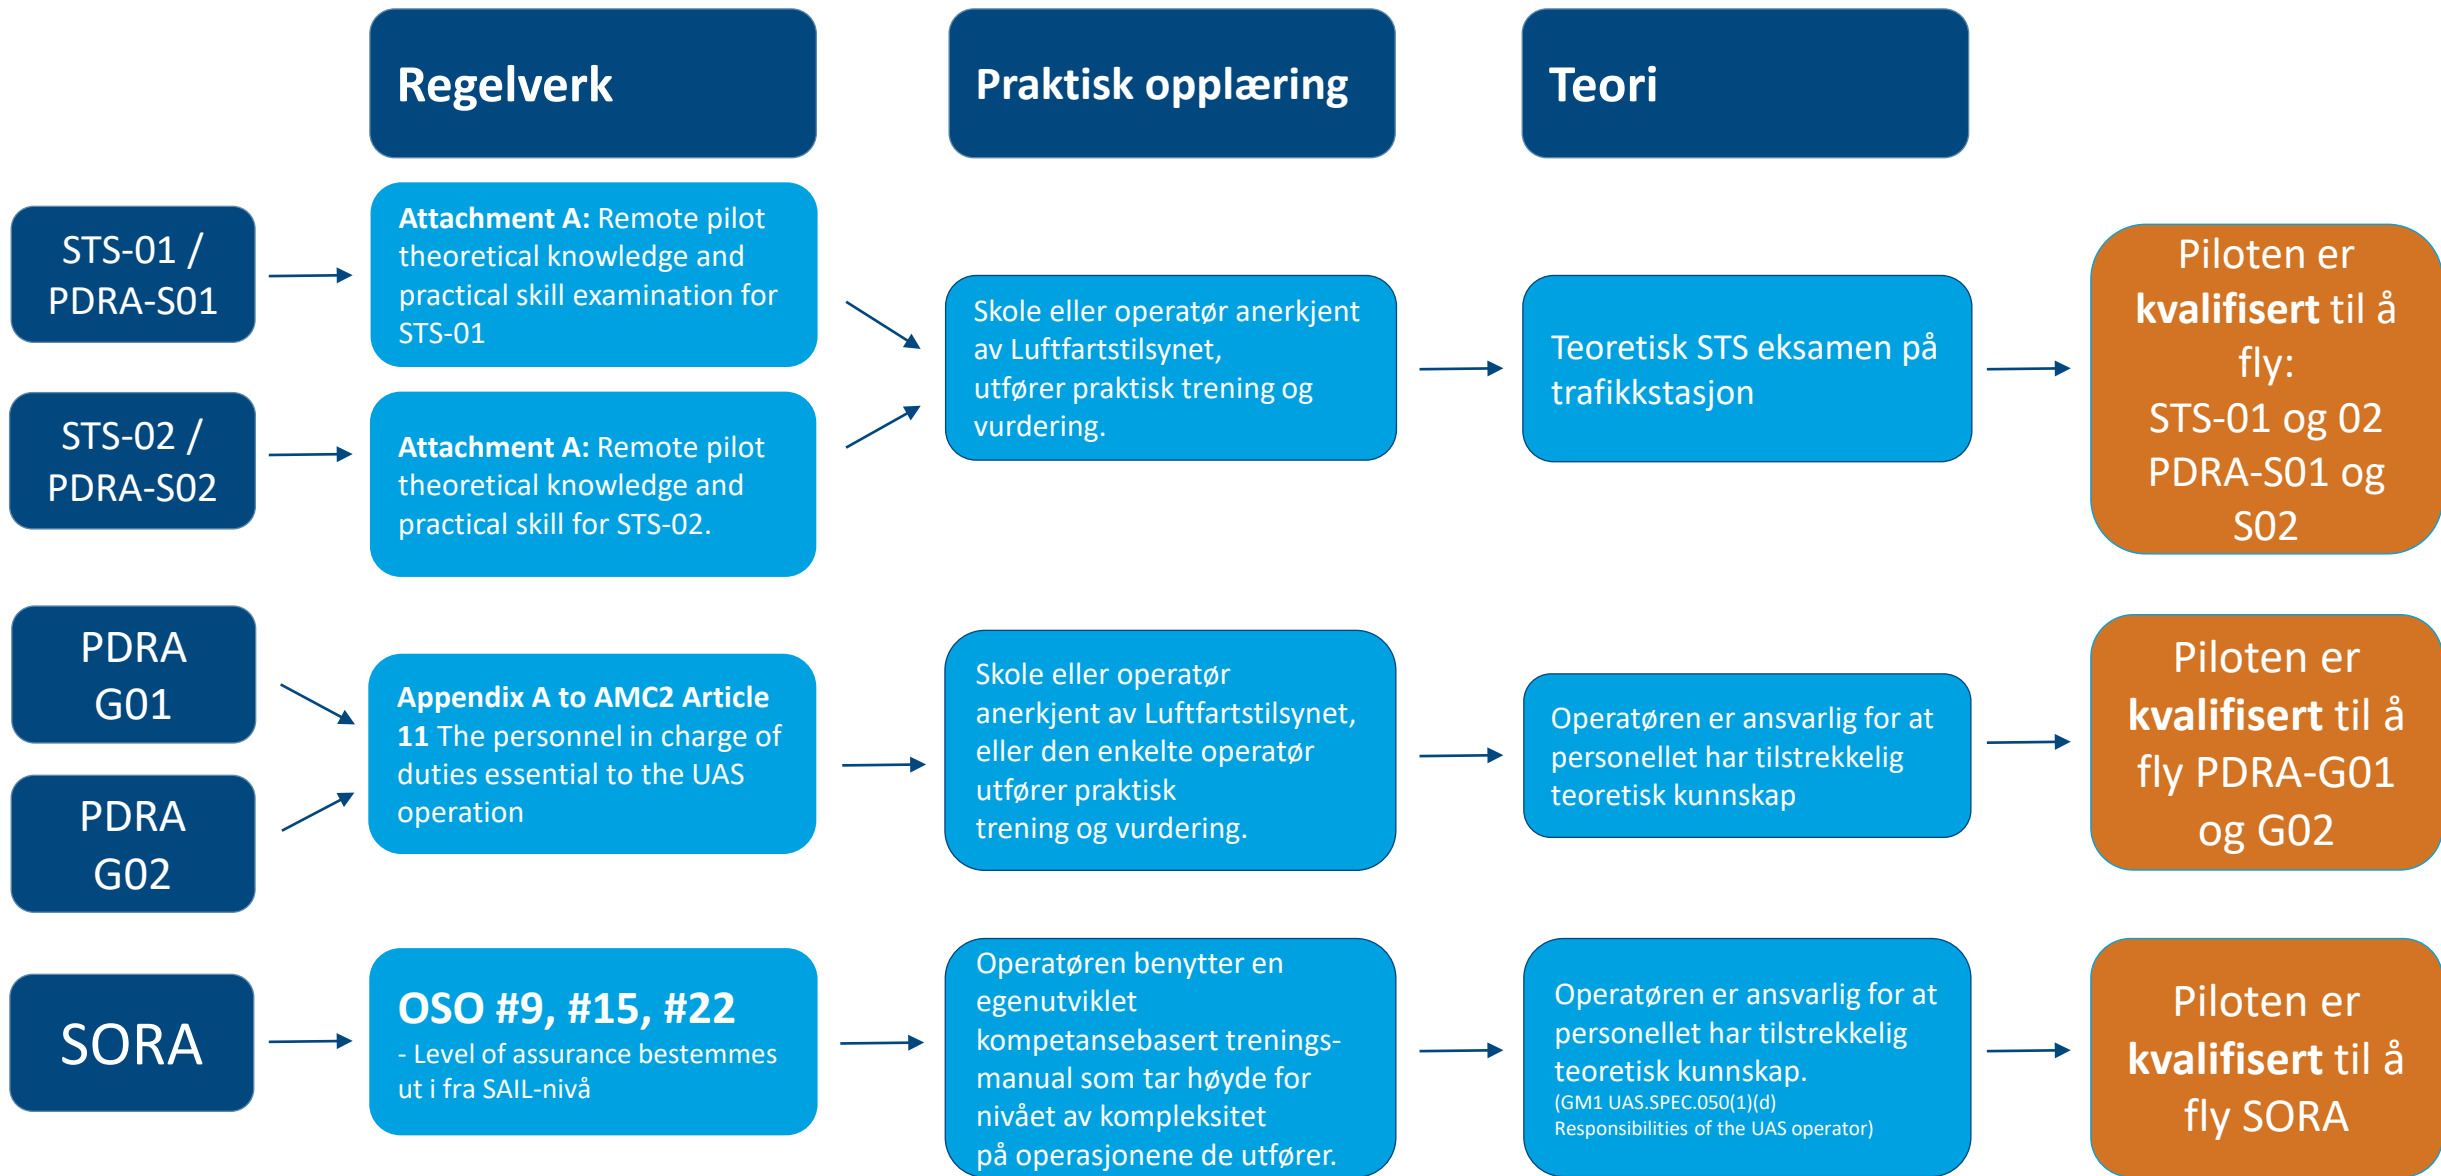 Regelverk
Praktisk opplæring
Teori
STS-01 /
PDRA-S01
Attachment A: Remote pilot
theoretical knowledge and
practical skill examination for
STS-01
STS-02 /
PDRA-S02
Attachment A: Remote pilot
theoretical knowledge and
practical skill for STS-02.
Skole eller operatør anerkjent
av Luftfartstilsynet,
utfører praktisk trening og
vurdering.
Teoretisk STS eksamen på
trafikkstasjon
Piloten er
kvalifisert til å
fly:
STS-01 og 02
PDRA-S01 og
S02
PDRA
G01
PDRA
G02
Appendix A to AMC2 Article
11 The personnel in charge of
duties essential to the UAS
operation
Skole eller operatør
anerkjent av Luftfartstilsynet,
eller den enkelte operatør
utfører praktisk
trening og vurdering.
Operatøren er ansvarlig for at
personellet har tilstrekkelig
teoretisk kunnskap
Piloten er
kvalifisert til å
fly PDRA-G01
og G02
SORA
OSO #9, #15, #22
- Level of assurance bestemmes
ut i fra SAIL-nivå
Operatøren benytter en
egenutviklet
kompetansebasert trenings-
manual som tar høyde for
nivået av kompleksitet
på operasjonene de utfører.
Operatøren er ansvarlig for at
personellet har tilstrekkelig
teoretisk kunnskap.
(GM1 UAS.SPEC.050(1)(d)
Responsibilities of the UAS operator)
Piloten er
kvalifisert til å
fly SORA